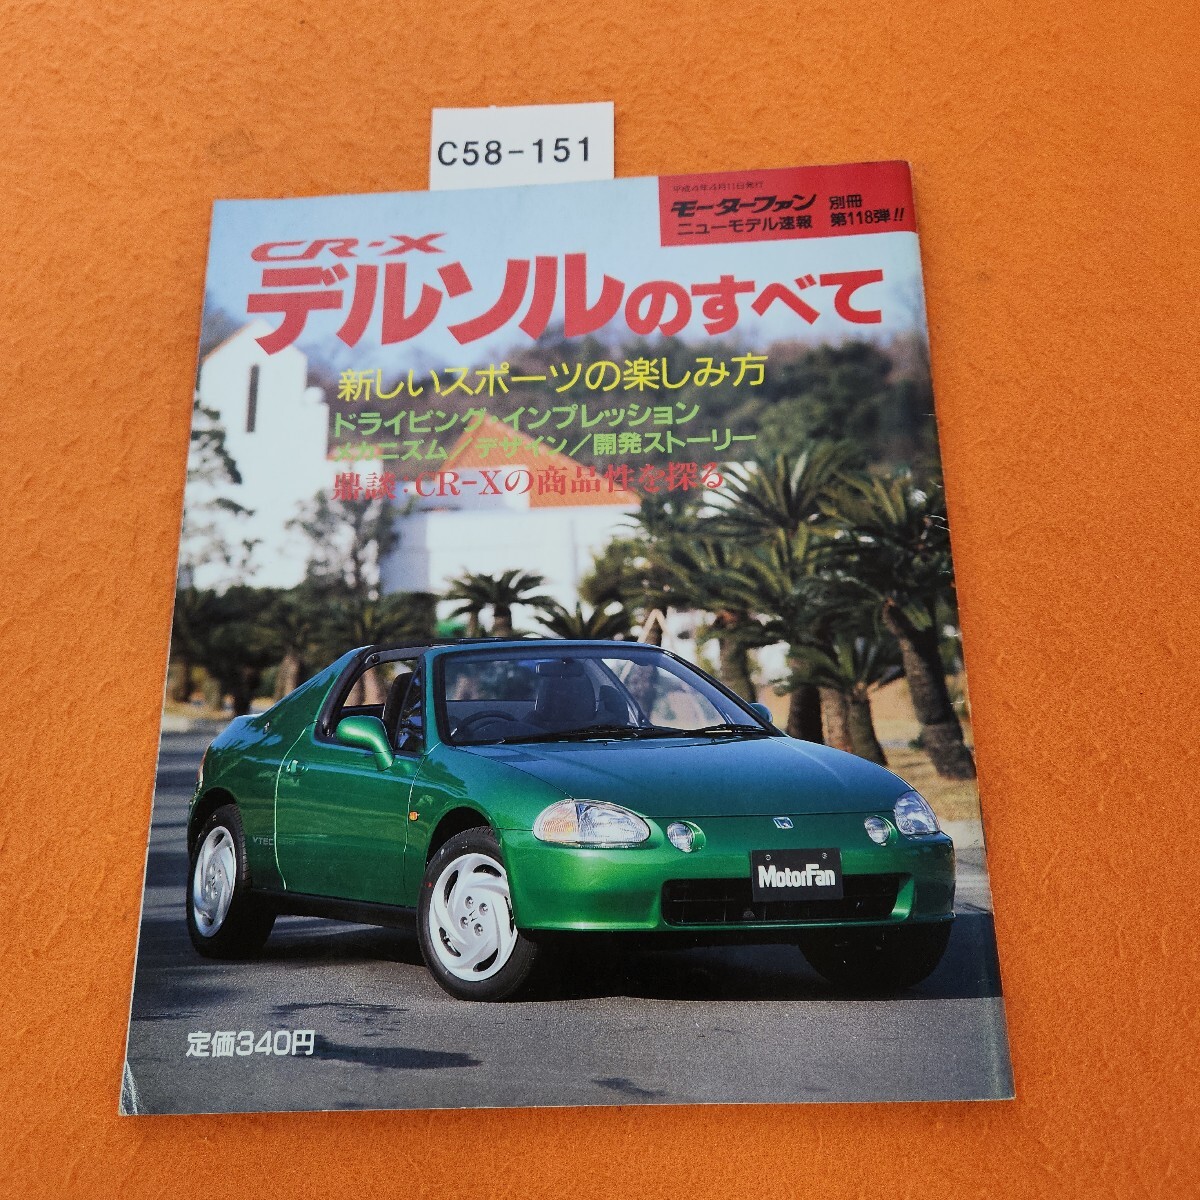 C58-151
平成4年4月11日発行
モーターファン 別冊
ニューモデル速報 第118弾!!
CR-X
デルソルのすべて
新しいスポーツの楽しみ方
ドライビング・インプレッション
メカニズム／デザイン／開発ストーリー
鼎談：CR-Xの商品性を探る
VTEC
MotorFan
定価340円